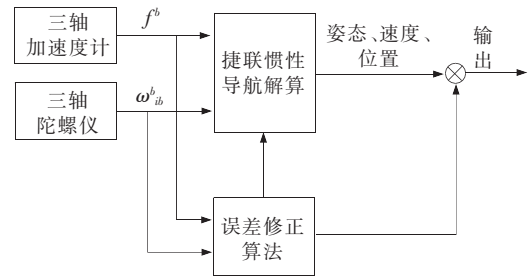 三轴
加速度计
f^b
三轴
陀螺仪
ω^b_ib
捷联惯性
导航解算
姿态、速度、
位置
输
出
误差修正
算法